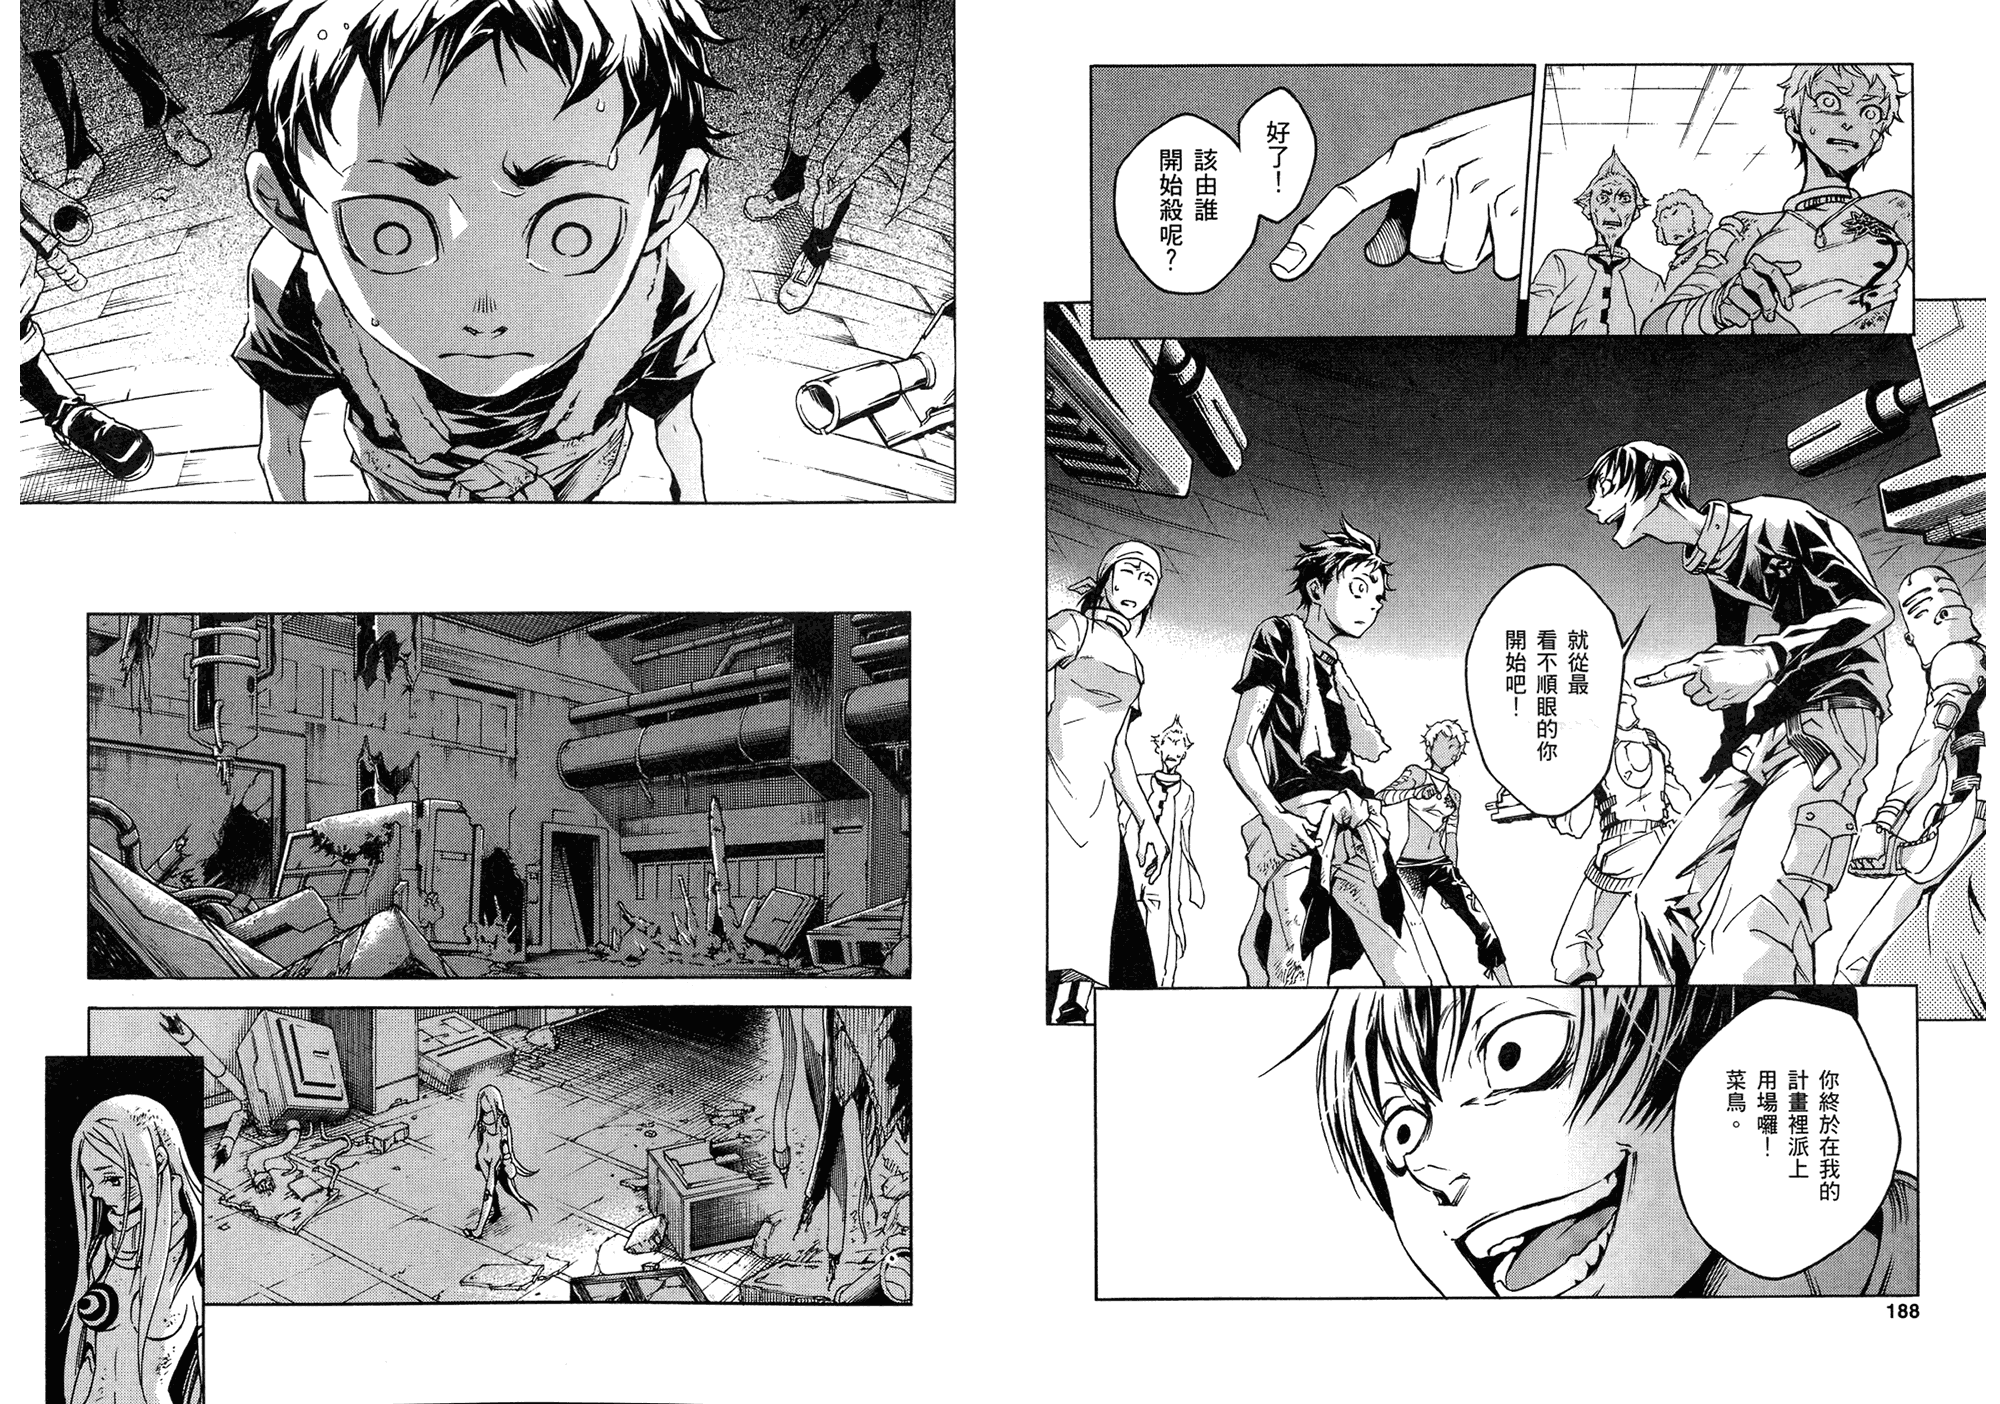 好了！
該由誰
開始殺呢？
就從最
看不順眼的你
開始吧！
你終於在我的
計畫裡派上
用場囉！
菜鳥。
188